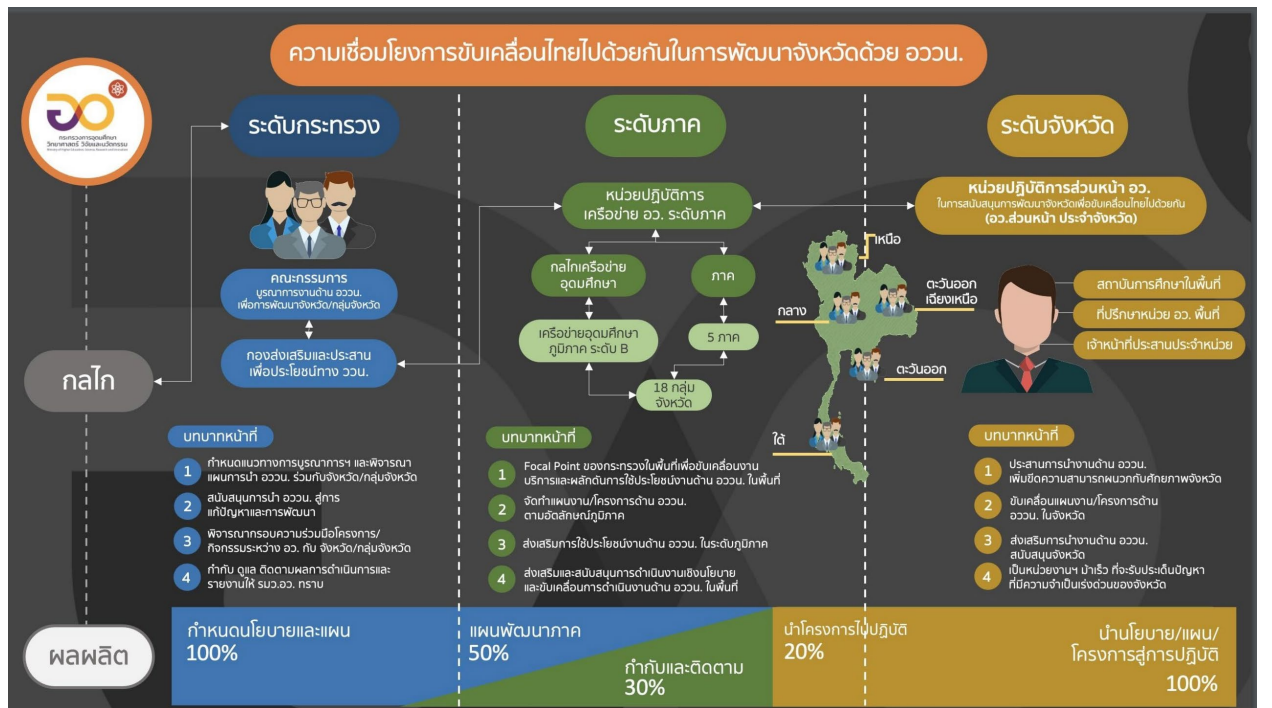 ความเชื่อมโยงการขับเคลื่อนไทยไปด้วยกันในการพัฒนาจังหวัดด้วย อววน.
กระทรวงการอุดมศึกษา
วิทยาศาสตร์ วิจัยและนวัตกรรม
Ministry of Higher Education, Science, Research and Innovation
ระดับกระทรวง
ระดับภาค
ระดับจังหวัด
กลไก
คณะกรรมการ
บูรณาการงานด้าน อววน.
เพื่อการพัฒนาจังหวัด/กลุ่มจังหวัด
กองส่งเสริมและประสาน
เพื่อประโยชน์ทาง ววน.
หน่วยปฏิบัติการ
เครือข่าย อว. ระดับภาค
กลไกเครือข่าย
อุดมศึกษา
ภาค
เครือข่ายอุดมศึกษา
ภูมิภาค ระดับ B
5 ภาค
18 กลุ่ม
จังหวัด
หน่วยปฏิบัติการส่วนหน้า อว.
ในการสนับสนุนการพัฒนาจังหวัดเพื่อขับเคลื่อนไทยไปด้วยกัน
(อว.ส่วนหน้า ประจำจังหวัด)
เหนือ
ตะวันออก
เฉียงเหนือ
กลาง
ตะวันออก
ใต้
สถาบันการศึกษาในพื้นที่
ที่ปรึกษาหน่วย อว. พื้นที่
เจ้าหน้าที่ประสานประจำหน่วย
บทบาทหน้าที่
1 กำหนดแนวทางการบูรณาการฯ และพิจารณา
แผนการนำ อววน. ร่วมกับจังหวัด/กลุ่มจังหวัด
2 สนับสนุนการนำ อววน. สู่การ
แก้ปัญหาและการพัฒนา
3 พิจารณากรอบความร่วมมือโครงการ/
กิจกรรมระหว่าง อว. กับ จังหวัด/กลุ่มจังหวัด
4 กำกับ ดูแล ติดตามผลการดำเนินการและ
รายงานให้ รมว.อว. ทราบ
บทบาทหน้าที่
1 Focal Point ของกระทรวงในพื้นที่เพื่อขับเคลื่อนงาน
บริการและผลักดันการใช้ประโยชน์งานด้าน อววน. ในพื้นที่
2 จัดทำแผนงาน/โครงการด้าน อววน.
ตามอัตลักษณ์ภูมิภาค
3 ส่งเสริมการใช้ประโยชน์งานด้าน อววน. ในระดับภูมิภาค
4 ส่งเสริมและสนับสนุนการดำเนินงานเชิงนโยบาย
และขับเคลื่อนการดำเนินงานด้าน อววน. ในพื้นที่
บทบาทหน้าที่
1 ประสานการนำงานด้าน อววน.
เพิ่มขีดความสามารถผนวกกับศักยภาพจังหวัด
2 ขับเคลื่อนแผนงาน/โครงการด้าน
อววน. ในจังหวัด
3 ส่งเสริมการนำงานด้าน อววน.
สนับสนุนจังหวัด
4 เป็นหน่วยงานฯ ม้าเร็ว ที่จะรับประเด็นปัญหา
ที่มีความจำเป็นเร่งด่วนของจังหวัด
ผลผลิต
กำหนดนโยบายและแผน
100%
แผนพัฒนาภาค
50%
กำกับและติดตาม
30%
นำโครงการไปปฏิบัติ
20%
นำนโยบาย/แผน/
โครงการสู่การปฏิบัติ
100%